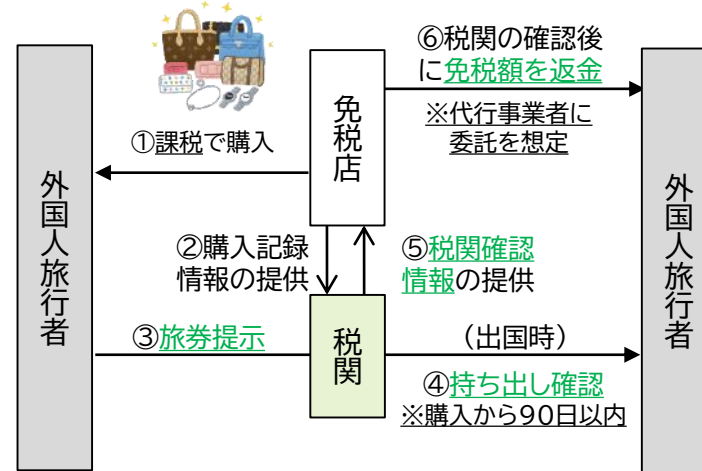 ⑥税関の確認後
に免税額を返金
※代行事業者に
委託を想定
免税店
①課税で購入
外国人旅行者
外国人旅行者
②購入記録
情報の提供
⑤税関確認
情報の提供
③旅券提示
税関
（出国時）
④持ち出し確認
※購入から90日以内